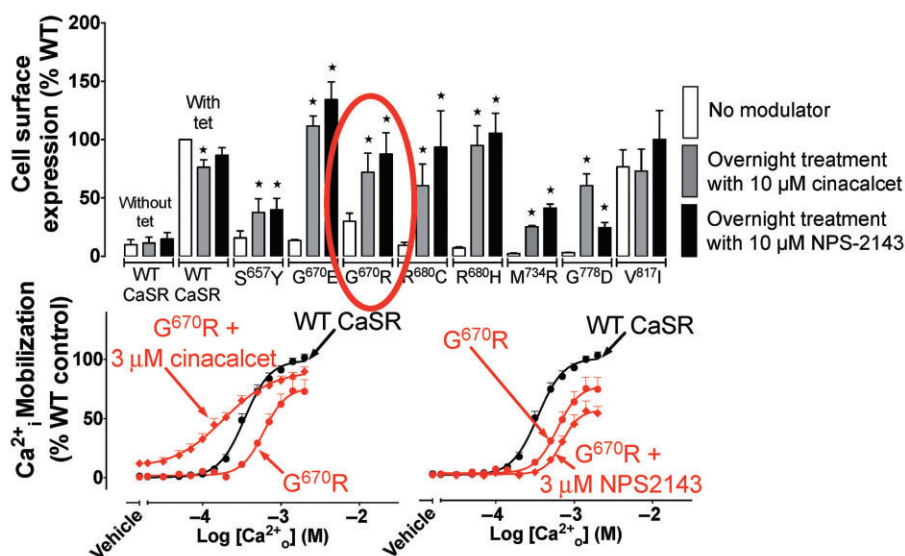 Cell surface
expression (% WT)
200
150
100
50
0
Without
tet
With
tet
WT
CaSR
WT
CaSR
S⁶⁵⁷Y
G⁶⁷⁰E
G⁶⁷⁰R
R⁶⁸⁰C
R⁶⁸⁰H
M⁷³⁴R
G⁷⁷⁸D
V⁸¹⁷I
No modulator
Overnight treatment
with 10 µM cinacalcet
Overnight treatment
with 10 µM NPS-2143
Ca²⁺ᵢ Mobilization
(% WT control)
100
50
0
G⁶⁷⁰R +
3 µM cinacalcet
WT CaSR
G⁶⁷⁰R
Vehicle
–4
–3
–2
Log [Ca²⁺ₒ] (M)
WT CaSR
G⁶⁷⁰R
G⁶⁷⁰R +
3 µM NPS2143
Vehicle
–4
–3
–2
Log [Ca²⁺ₒ] (M)